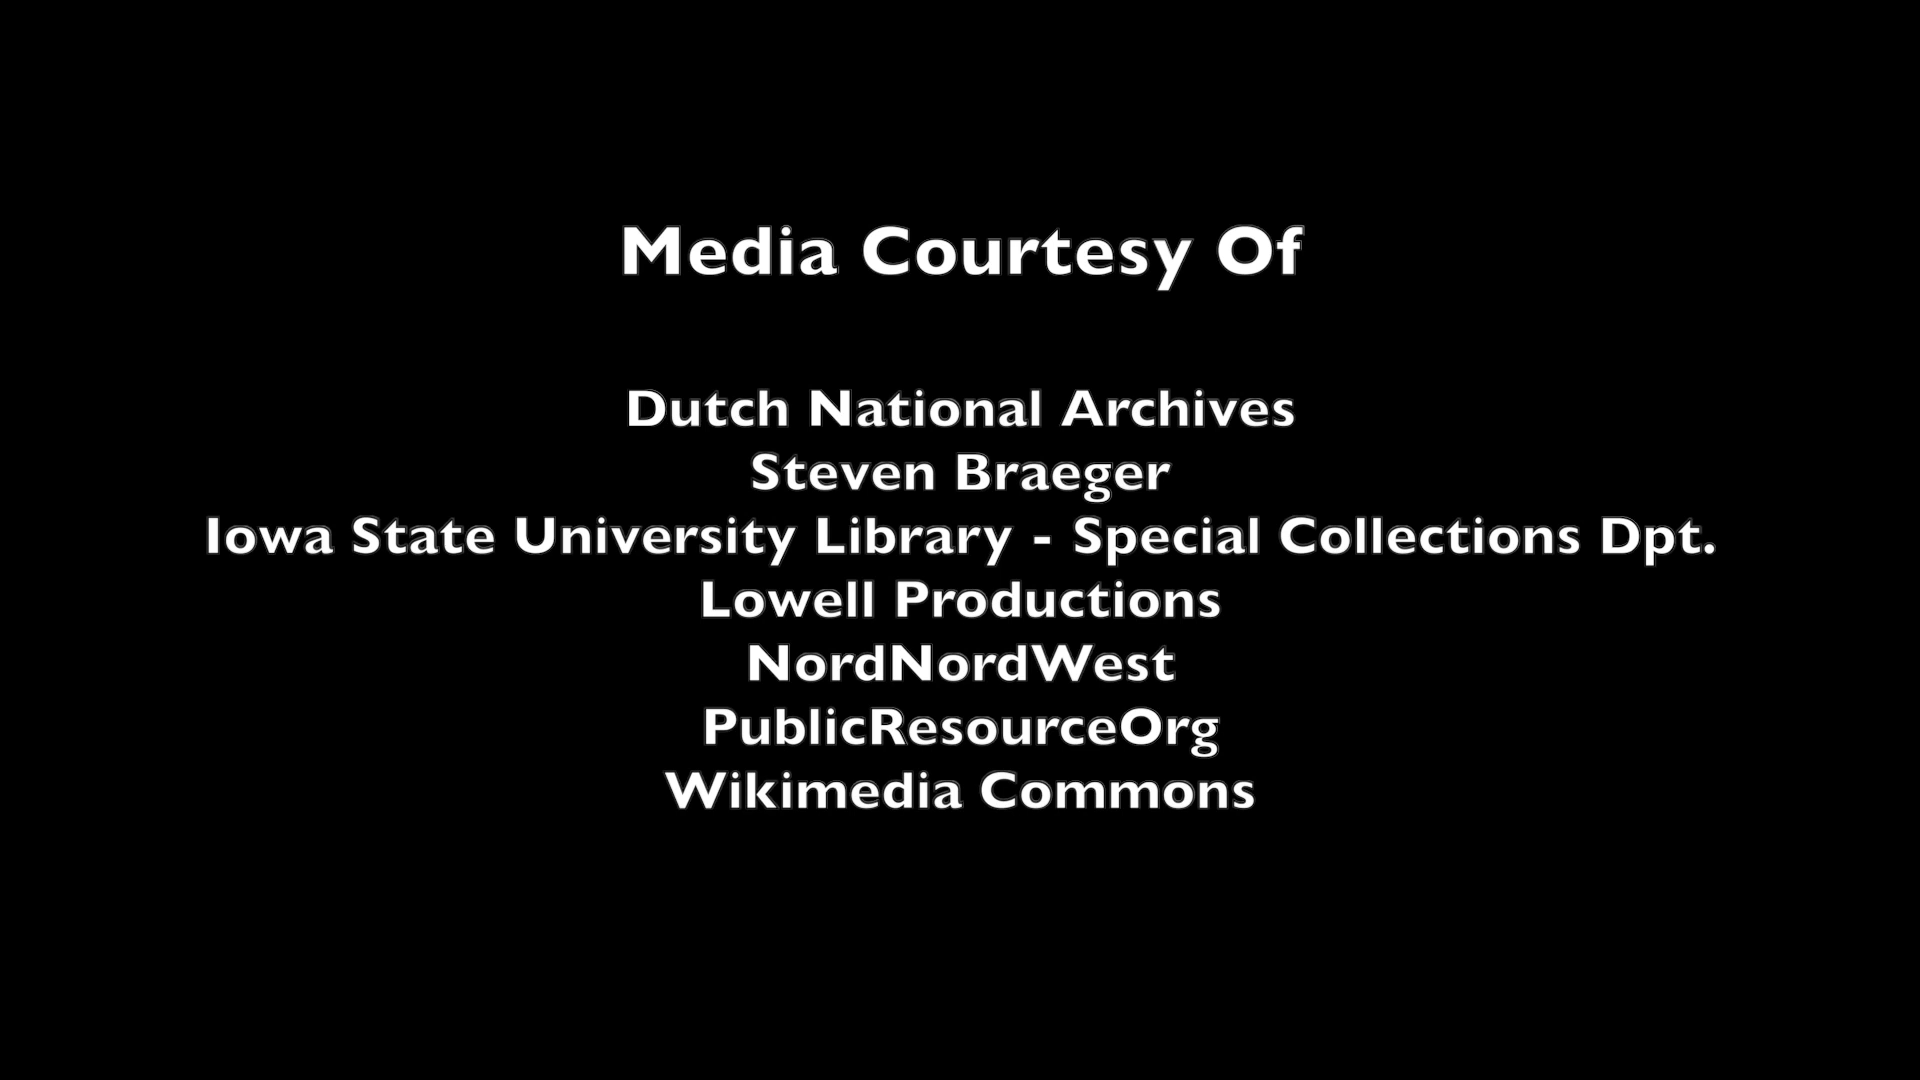 Media Courtesy Of
Dutch National Archives
Steven Braeger
Iowa State University Library - Special Collections Dpt.
Lowell Productions
NordNordWest
PublicResourceOrg
Wikimedia Commons